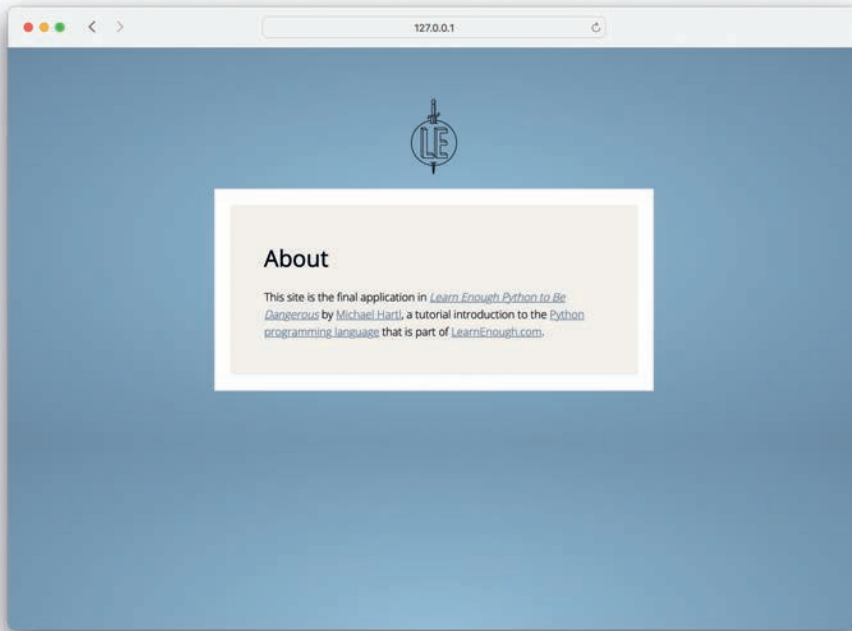 127.0.0.1
LE
About
This site is the final application in Learn Enough Python to Be
Dangerous by Michael Hartl, a tutorial introduction to the Python
programming language that is part of LearnEnough.com.